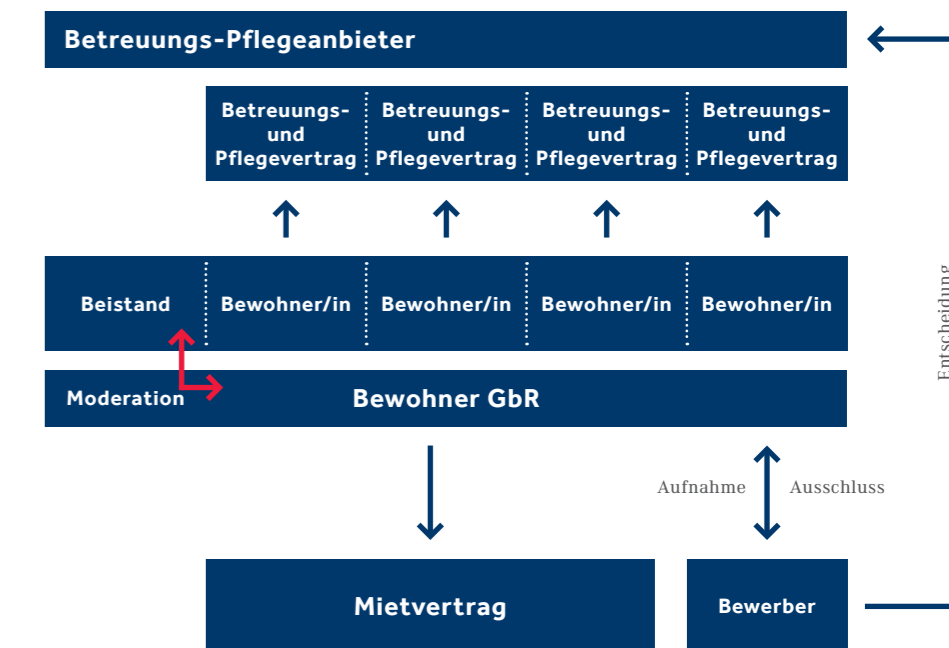 Betreuungs-Pflegeanbieter
Betreuungs-
und
Pflegevertrag
Betreuungs-
und
Pflegevertrag
Betreuungs-
und
Pflegevertrag
Betreuungs-
und
Pflegevertrag
Beistand
Bewohner/in
Bewohner/in
Bewohner/in
Bewohner/in
Entscheidung
Moderation
Bewohner GbR
Aufnahme
Ausschluss
Mietvertrag
Bewerber